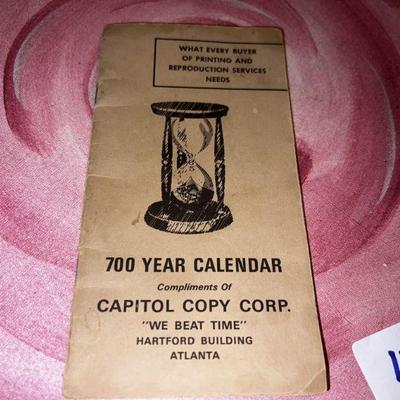 WHAT EVERY BUYER
OF PRINTING AND
REPRODUCTION SERVICES
NEEDS
700 YEAR CALENDAR
Compliments Of
CAPITOL COPY CORP.
"WE BEAT TIME"
HARTFORD BUILDING
ATLANTA